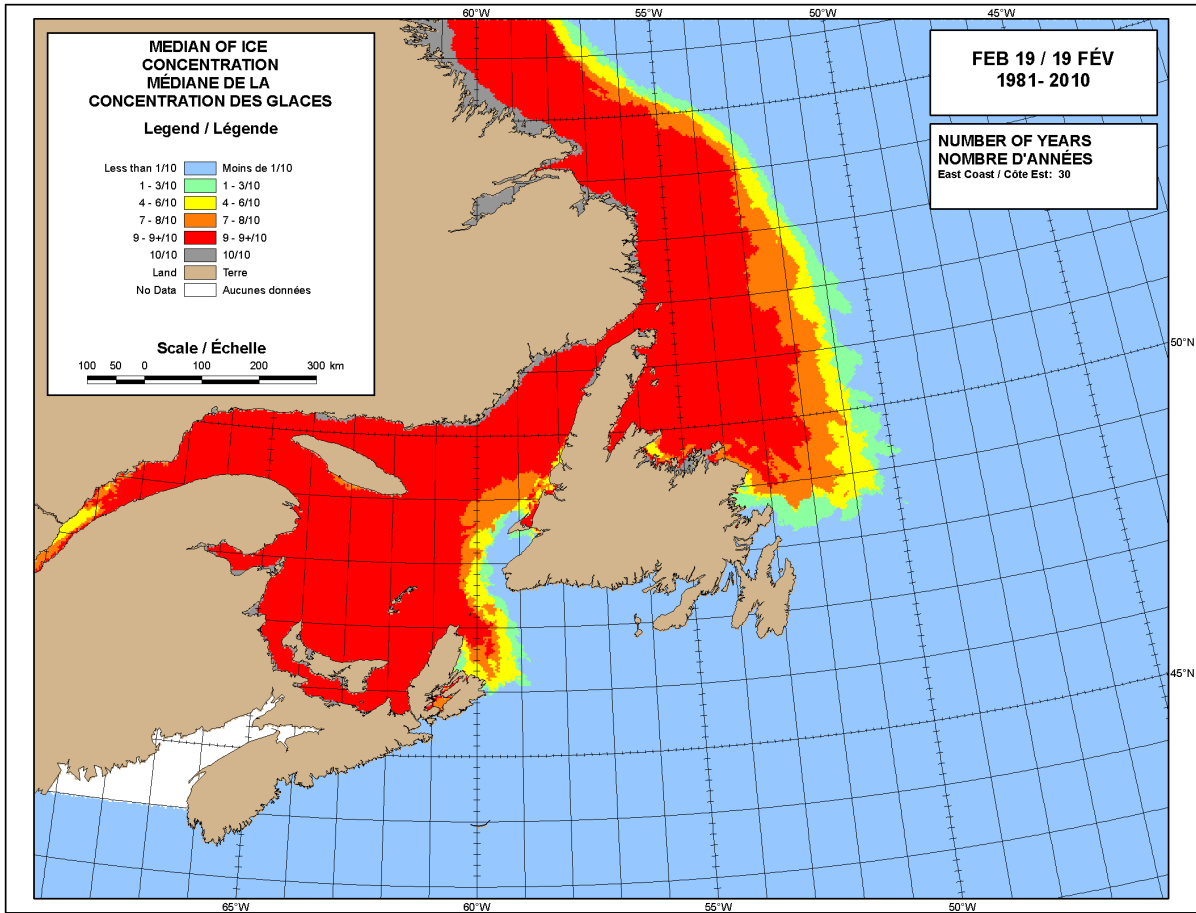 60°W 55°W 50°W 45°W
MEDIAN OF ICE
CONCENTRATION
MÉDIANE DE LA
CONCENTRATION DES GLACES
Legend / Légende
Less than 1/10 Moins de 1/10
1 - 3/10 1 - 3/10
4 - 6/10 4 - 6/10
7 - 8/10 7 - 8/10
9 - 9+/10 9 - 9+/10
10/10 10/10
Land Terre
No Data Aucunes données
Scale / Échelle
100 50 0 100 200 300 km
FEB 19 / 19 FÉV
1981- 2010
NUMBER OF YEARS
NOMBRE D'ANNÉES
East Coast / Côte Est: 30
50°N
45°N
65°W 60°W 55°W 50°W